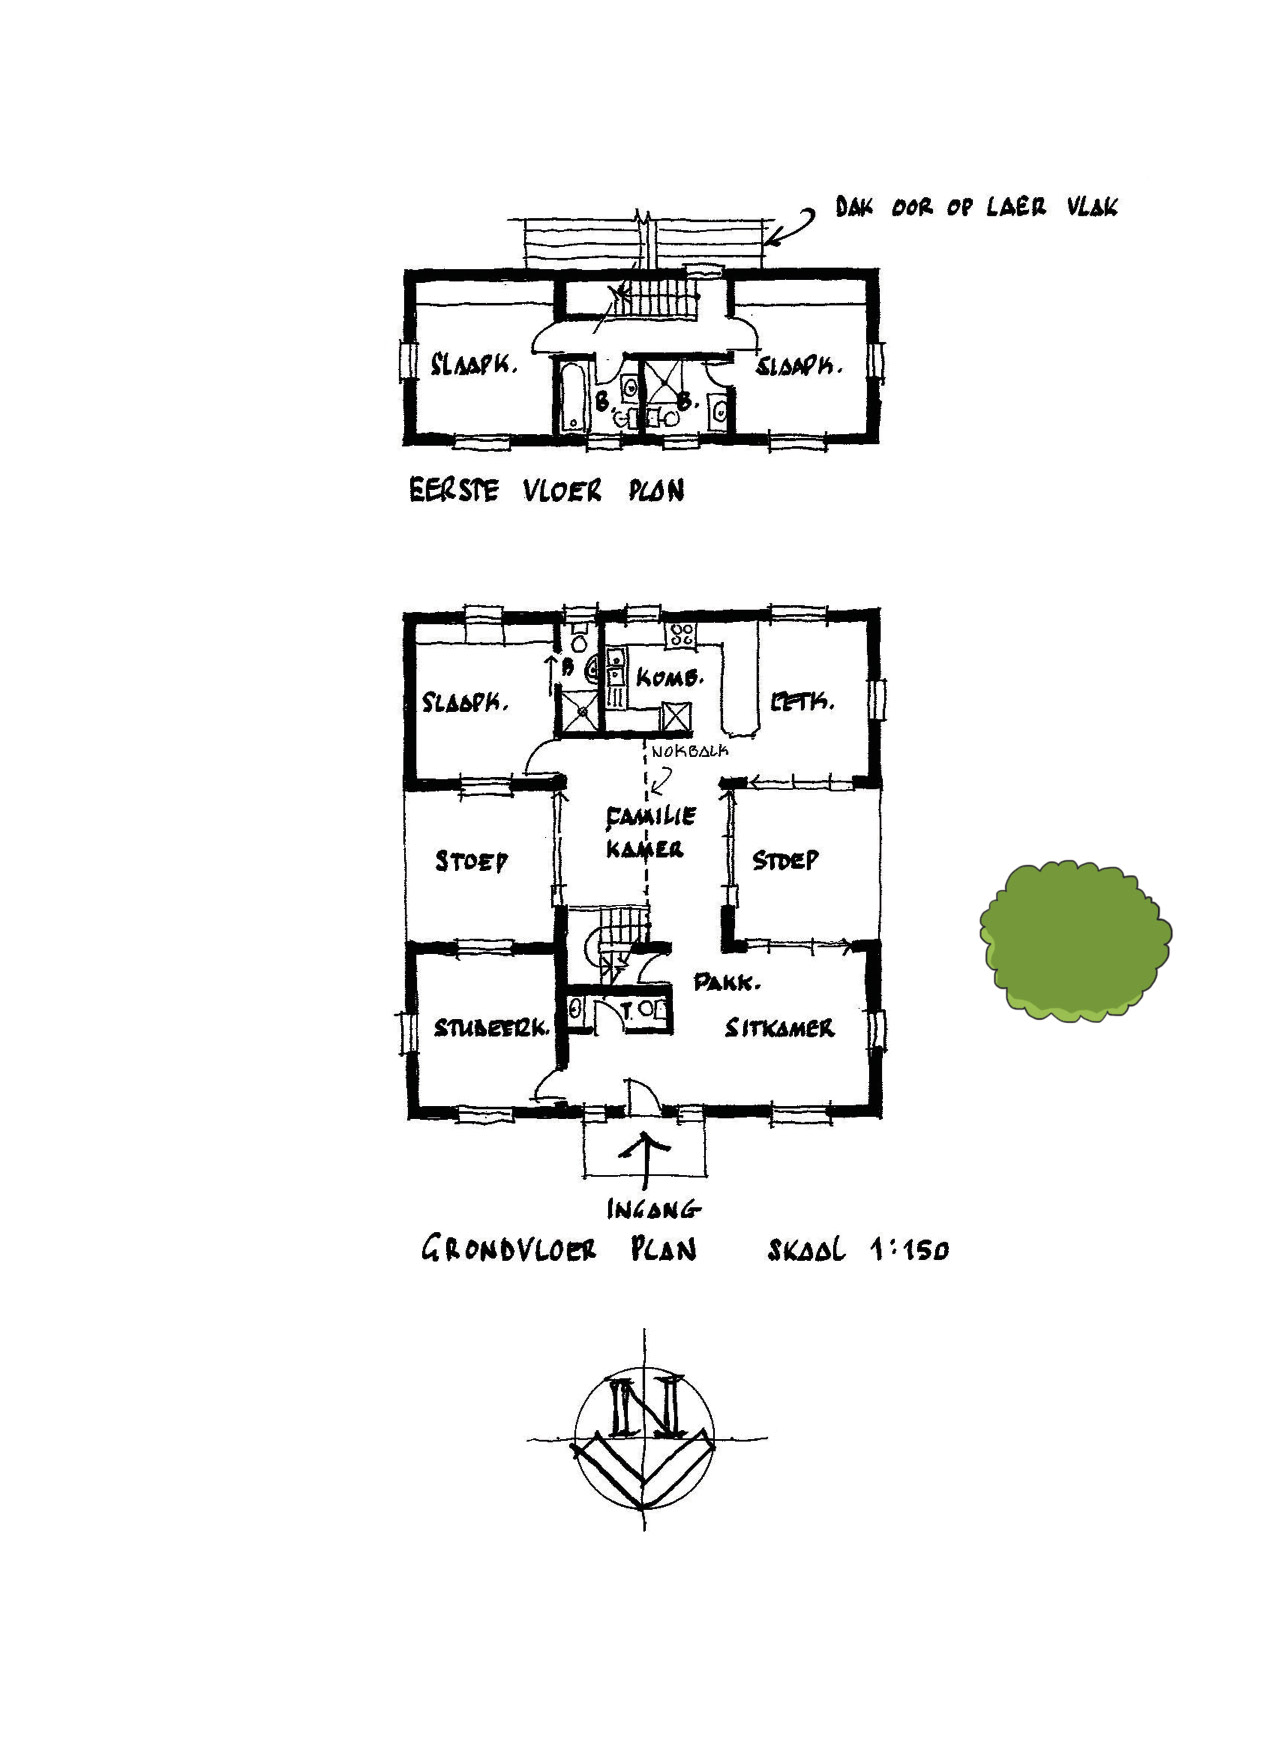 DAK OOR OP LAER VLAK
SLAAPK.
SLAAPK.
B.
B.
EERSTE VLOER PLAN
B
KOMB.
SLAAPK.
EETK.
NOKBALK
FAMILIE
KAMER
STOEP
STOEP
PAKK.
T.
STUDEERK.
SITKAMER
INGANG
GRONDVLOER PLAN SKAAL 1:150
N